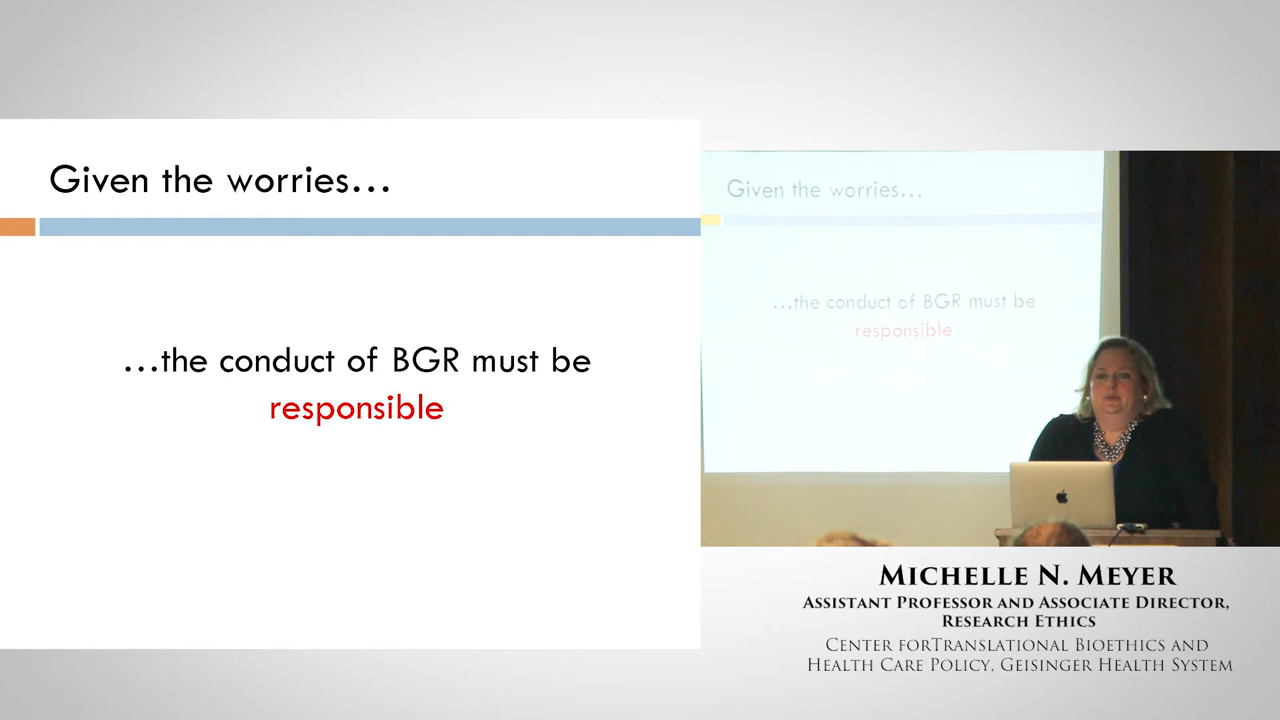 Given the worries…
…the conduct of BGR must be
responsible
Given the worries…
…the conduct of BGR must be
responsible
Michelle N. Meyer
Assistant Professor and Associate Director,
Research Ethics
Center forTranslational Bioethics and
Health Care Policy, Geisinger Health System